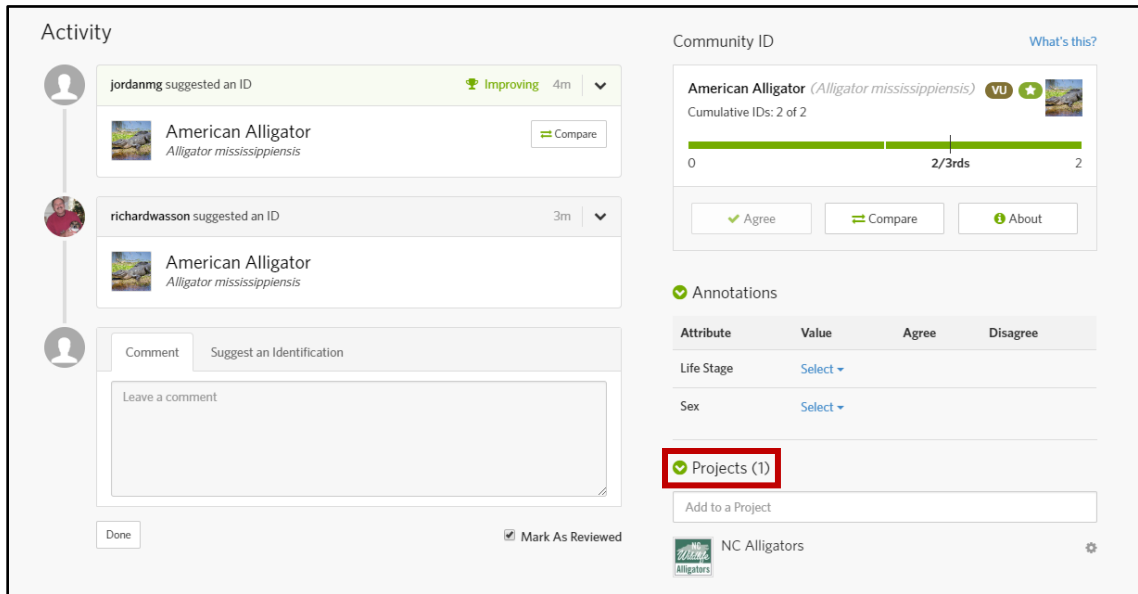 Activity
jordanmg suggested an ID
Improving 4m
American Alligator
Alligator mississippiensis
Compare
richardwasson suggested an ID
3m
American Alligator
Alligator mississippiensis
Comment Suggest an Identification
Leave a comment
Done
Mark As Reviewed
Community ID
What's this?
American Alligator (Alligator mississippiensis) VU
Cumulative IDs: 2 of 2
0 2/3rds 2
Agree Compare About
Annotations
Attribute Value Agree Disagree
Life Stage Select
Sex Select
Projects (1)
Add to a Project
NC
Wildlife
Alligators
NC Alligators